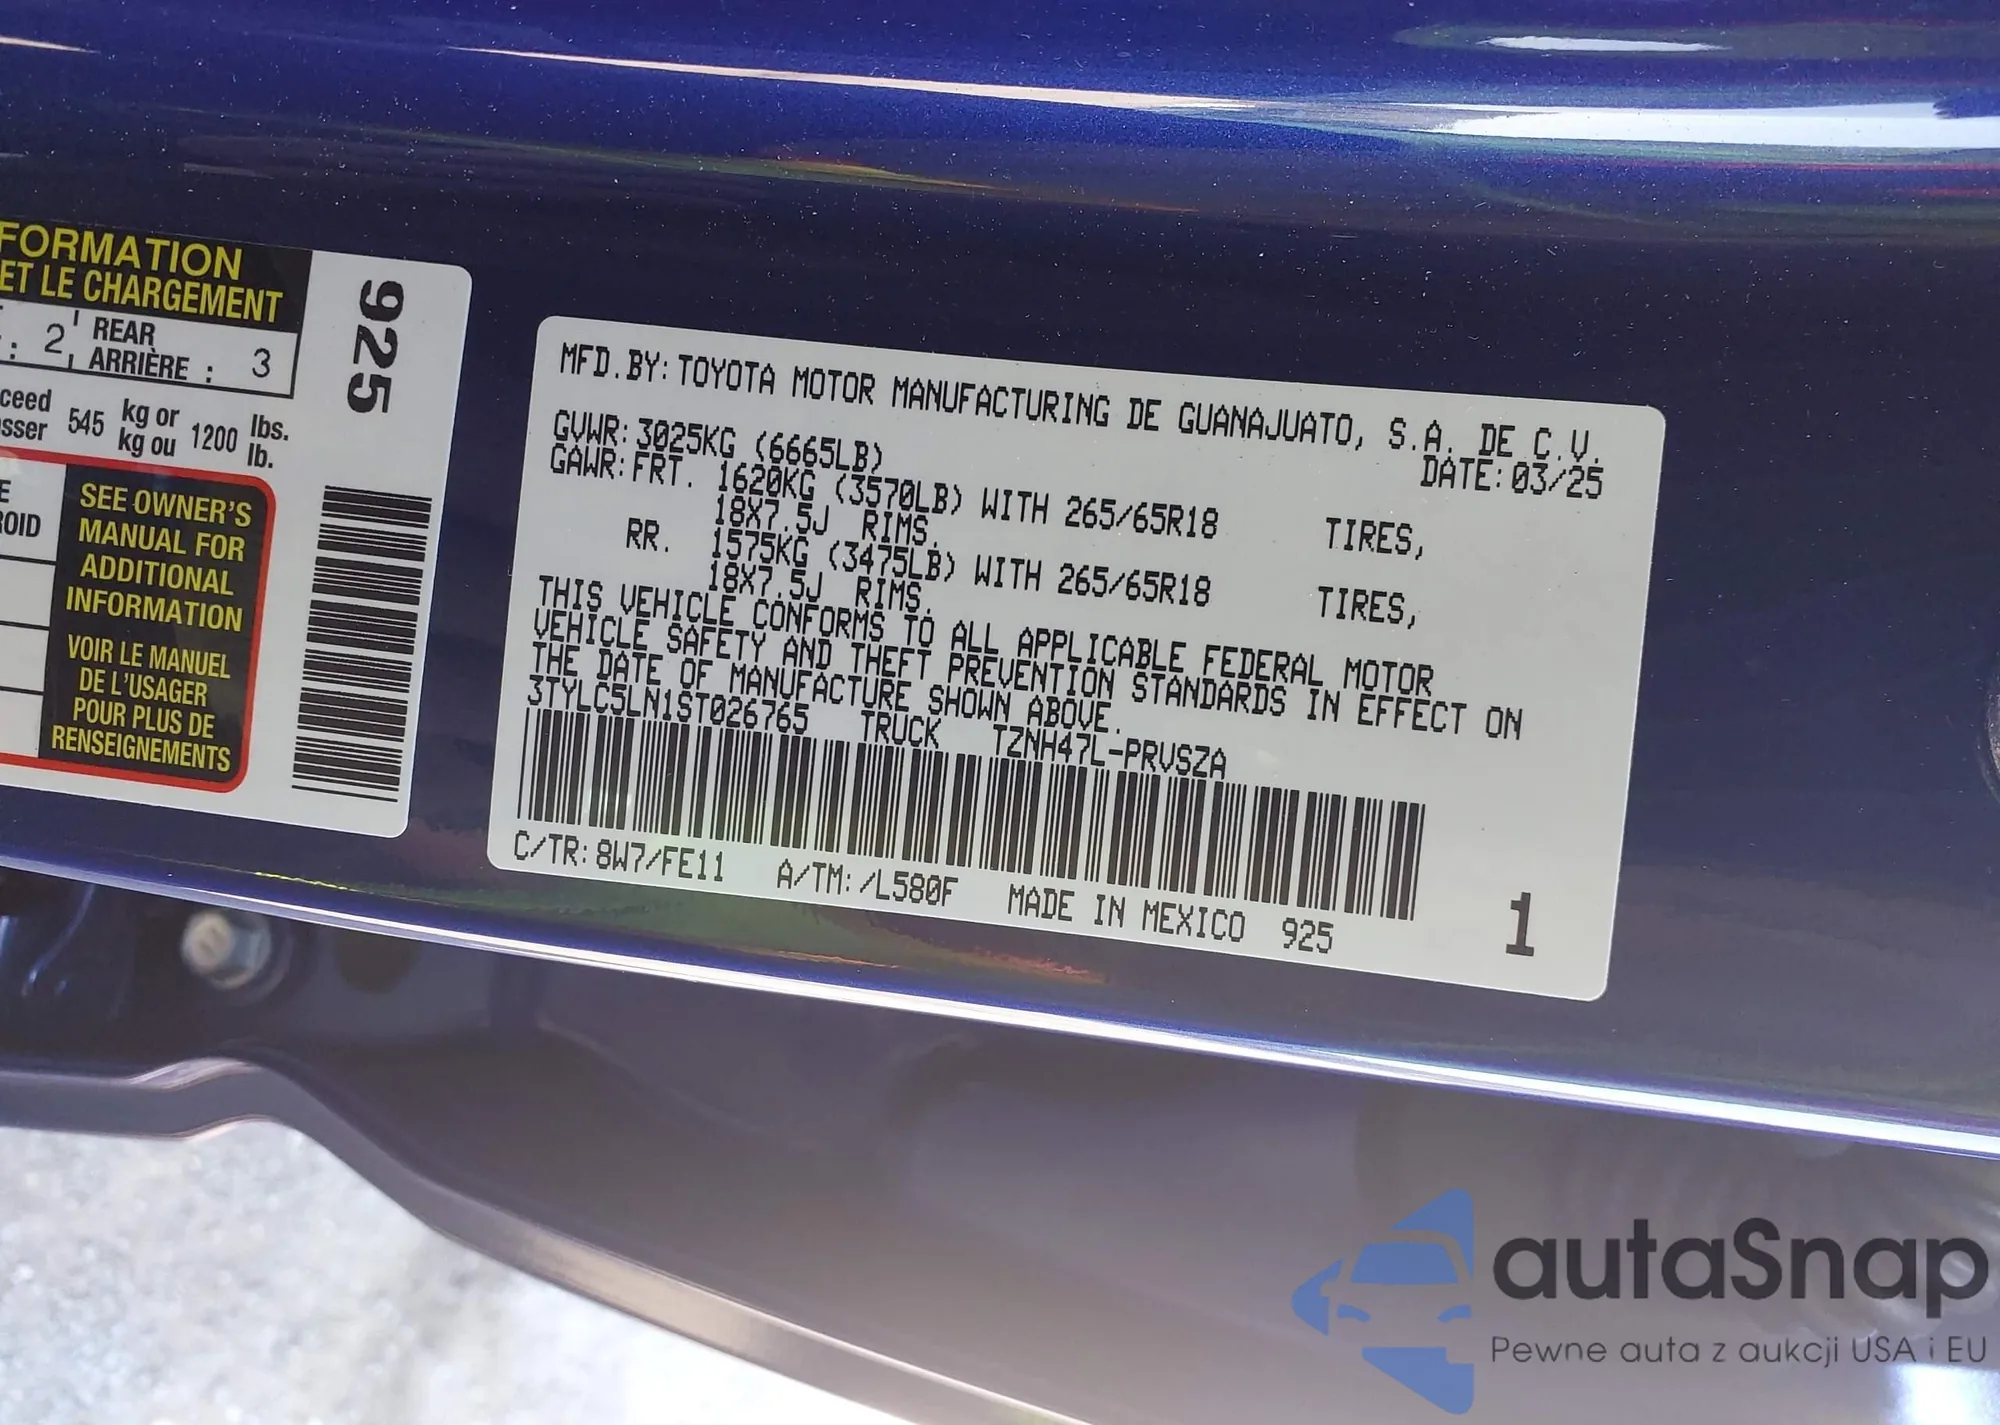 FORMATION
ET LE CHARGEMENT
: 2 REAR ARRIÈRE : 3
ceed
sser 545 kg or kg ou 1200 lbs. lb.
OID
SEE OWNER'S
MANUAL FOR
ADDITIONAL
INFORMATION
VOIR LE MANUEL
DE L'USAGER
POUR PLUS DE
RENSEIGNEMENTS
925
MFD.BY: TOYOTA MOTOR MANUFACTURING DE GUANAJUATO, S.A. DE C.V.
GVWR: 3025KG (6665LB) DATE: 03/25
GAWR: FRT. 1620KG (3570LB) WITH 265/65R18 TIRES,
18X7.5J RIMS.
RR. 1575KG (3475LB) WITH 265/65R18 TIRES,
18X7.5J RIMS.
THIS VEHICLE CONFORMS TO ALL APPLICABLE FEDERAL MOTOR
VEHICLE SAFETY AND THEFT PREVENTION STANDARDS IN EFFECT ON
THE DATE OF MANUFACTURE SHOWN ABOVE.
3TYLC5LN1ST026765 TRUCK TZNH47L-PRVSZA
C/TR: 8W7/FE11 A/TM: /L580F MADE IN MEXICO 925
1
autaSnap
Pewne auta z aukcji USA i EU